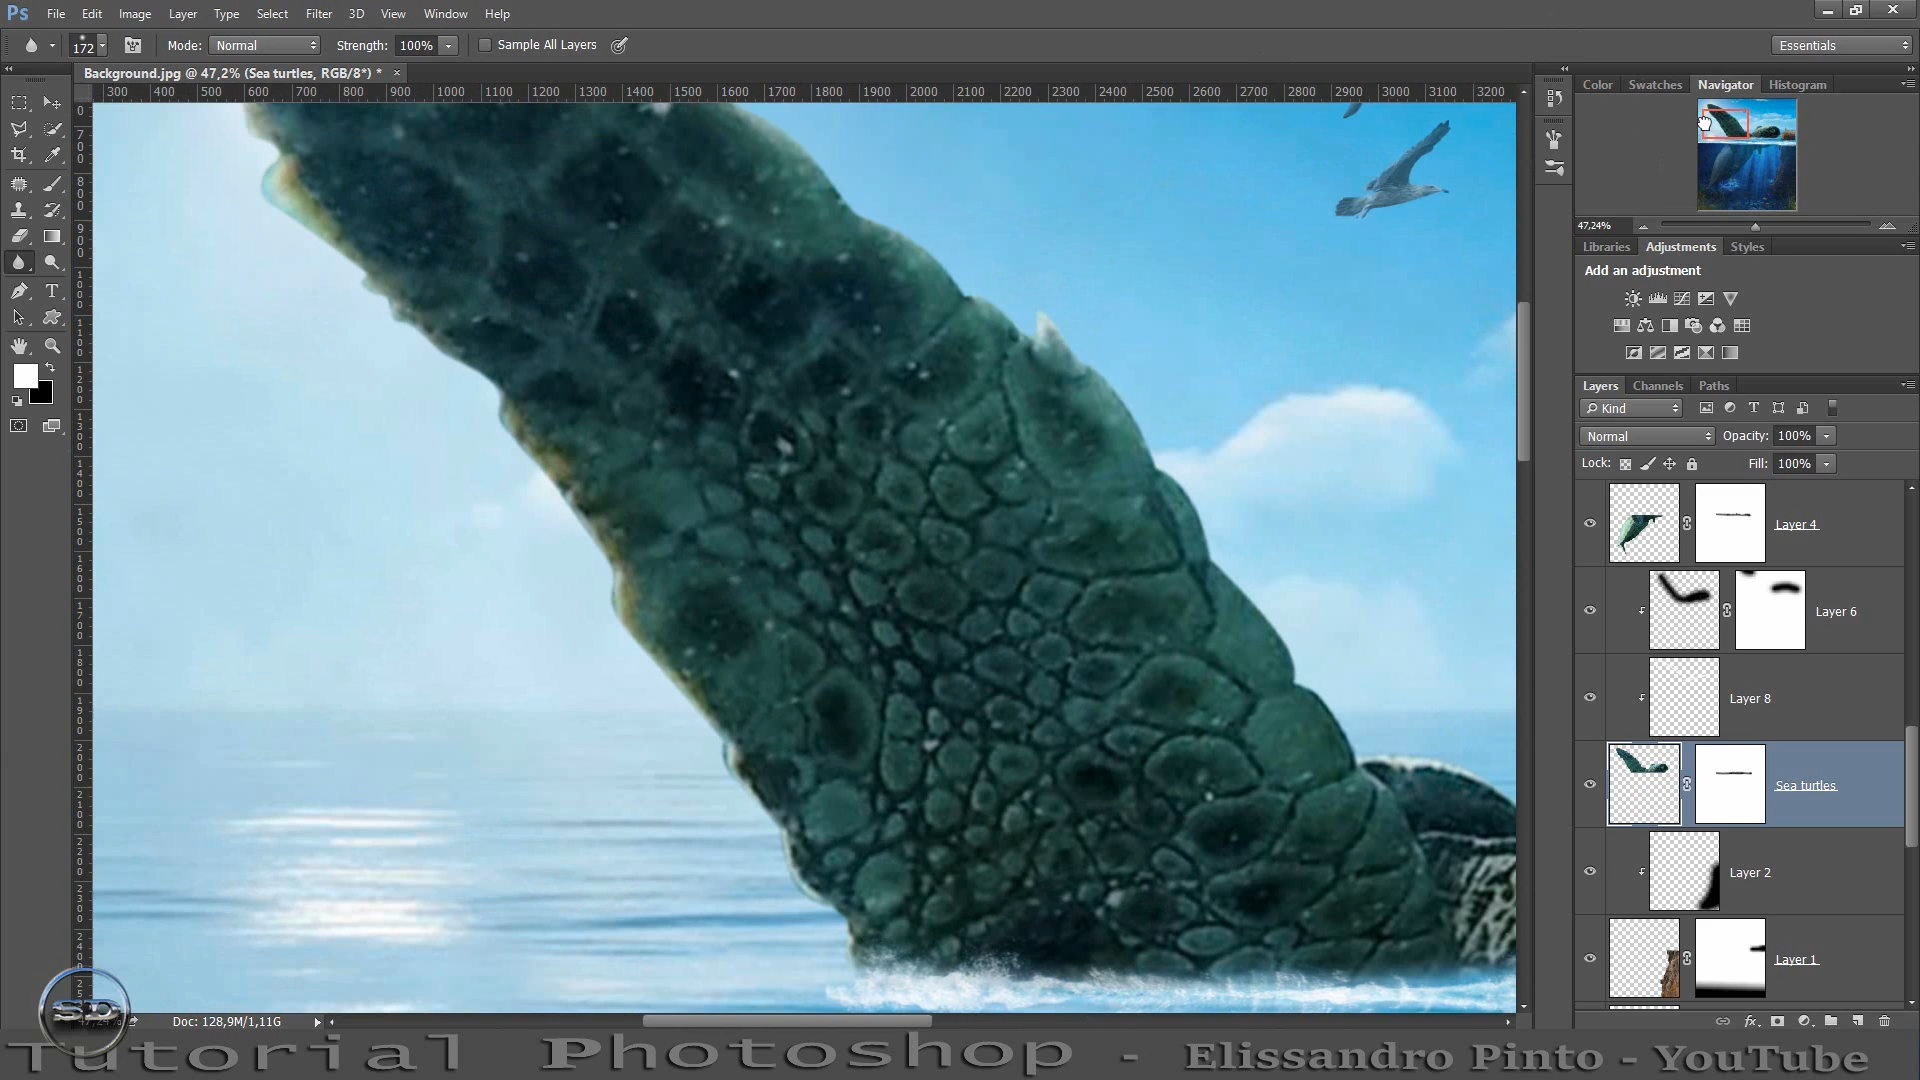 Ps File Edit Image Layer Type Select Filter 3D View Window Help
172 Mode: Normal Strength: 100% Sample All Layers Essentials
Background.jpg @ 47,2% (Sea turtles, RGB/8*) * ×
300 400 500 600 700 800 900 1000 1100 1200 1300 1400 1500 1600 1700 1800 1900 2000 2100 2200 2300 2400 2500 2600 2700 2800 2900 3000 3100 3200
Color Swatches Navigator Histogram
47,24%
Libraries Adjustments Styles
Add an adjustment
Layers Channels Paths
Kind
Normal Opacity: 100%
Lock: Fill: 100%
Layer 4
Layer 6
Layer 8
Sea turtles
Layer 2
Layer 1
fx
SD
Doc: 128,9M/1,11G
Tutorial Photoshop - Elissandro Pinto - YouTube